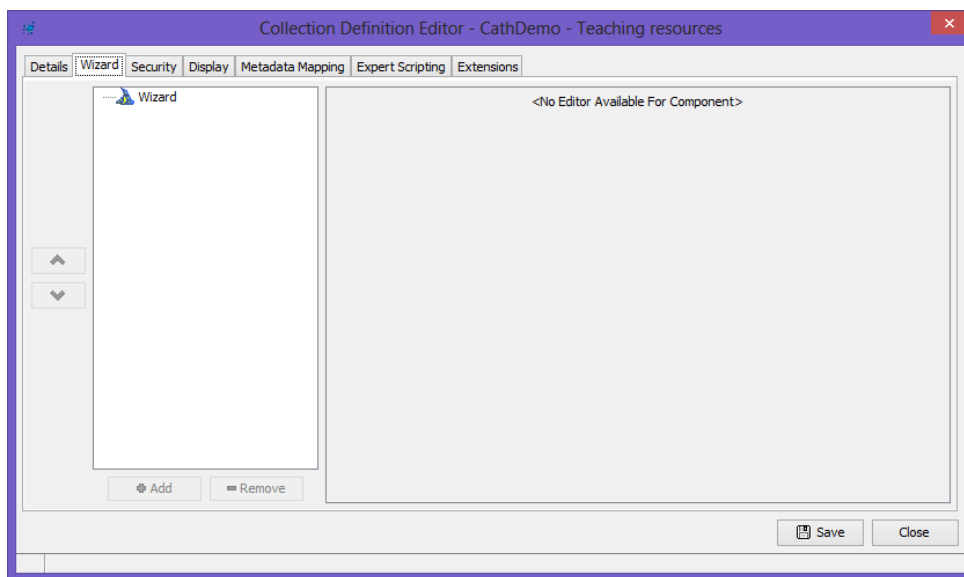 Collection Definition Editor - CathDemo - Teaching resources
Details Wizard Security Display Metadata Mapping Expert Scripting Extensions
Wizard
<No Editor Available For Component>
Add Remove
Save Close